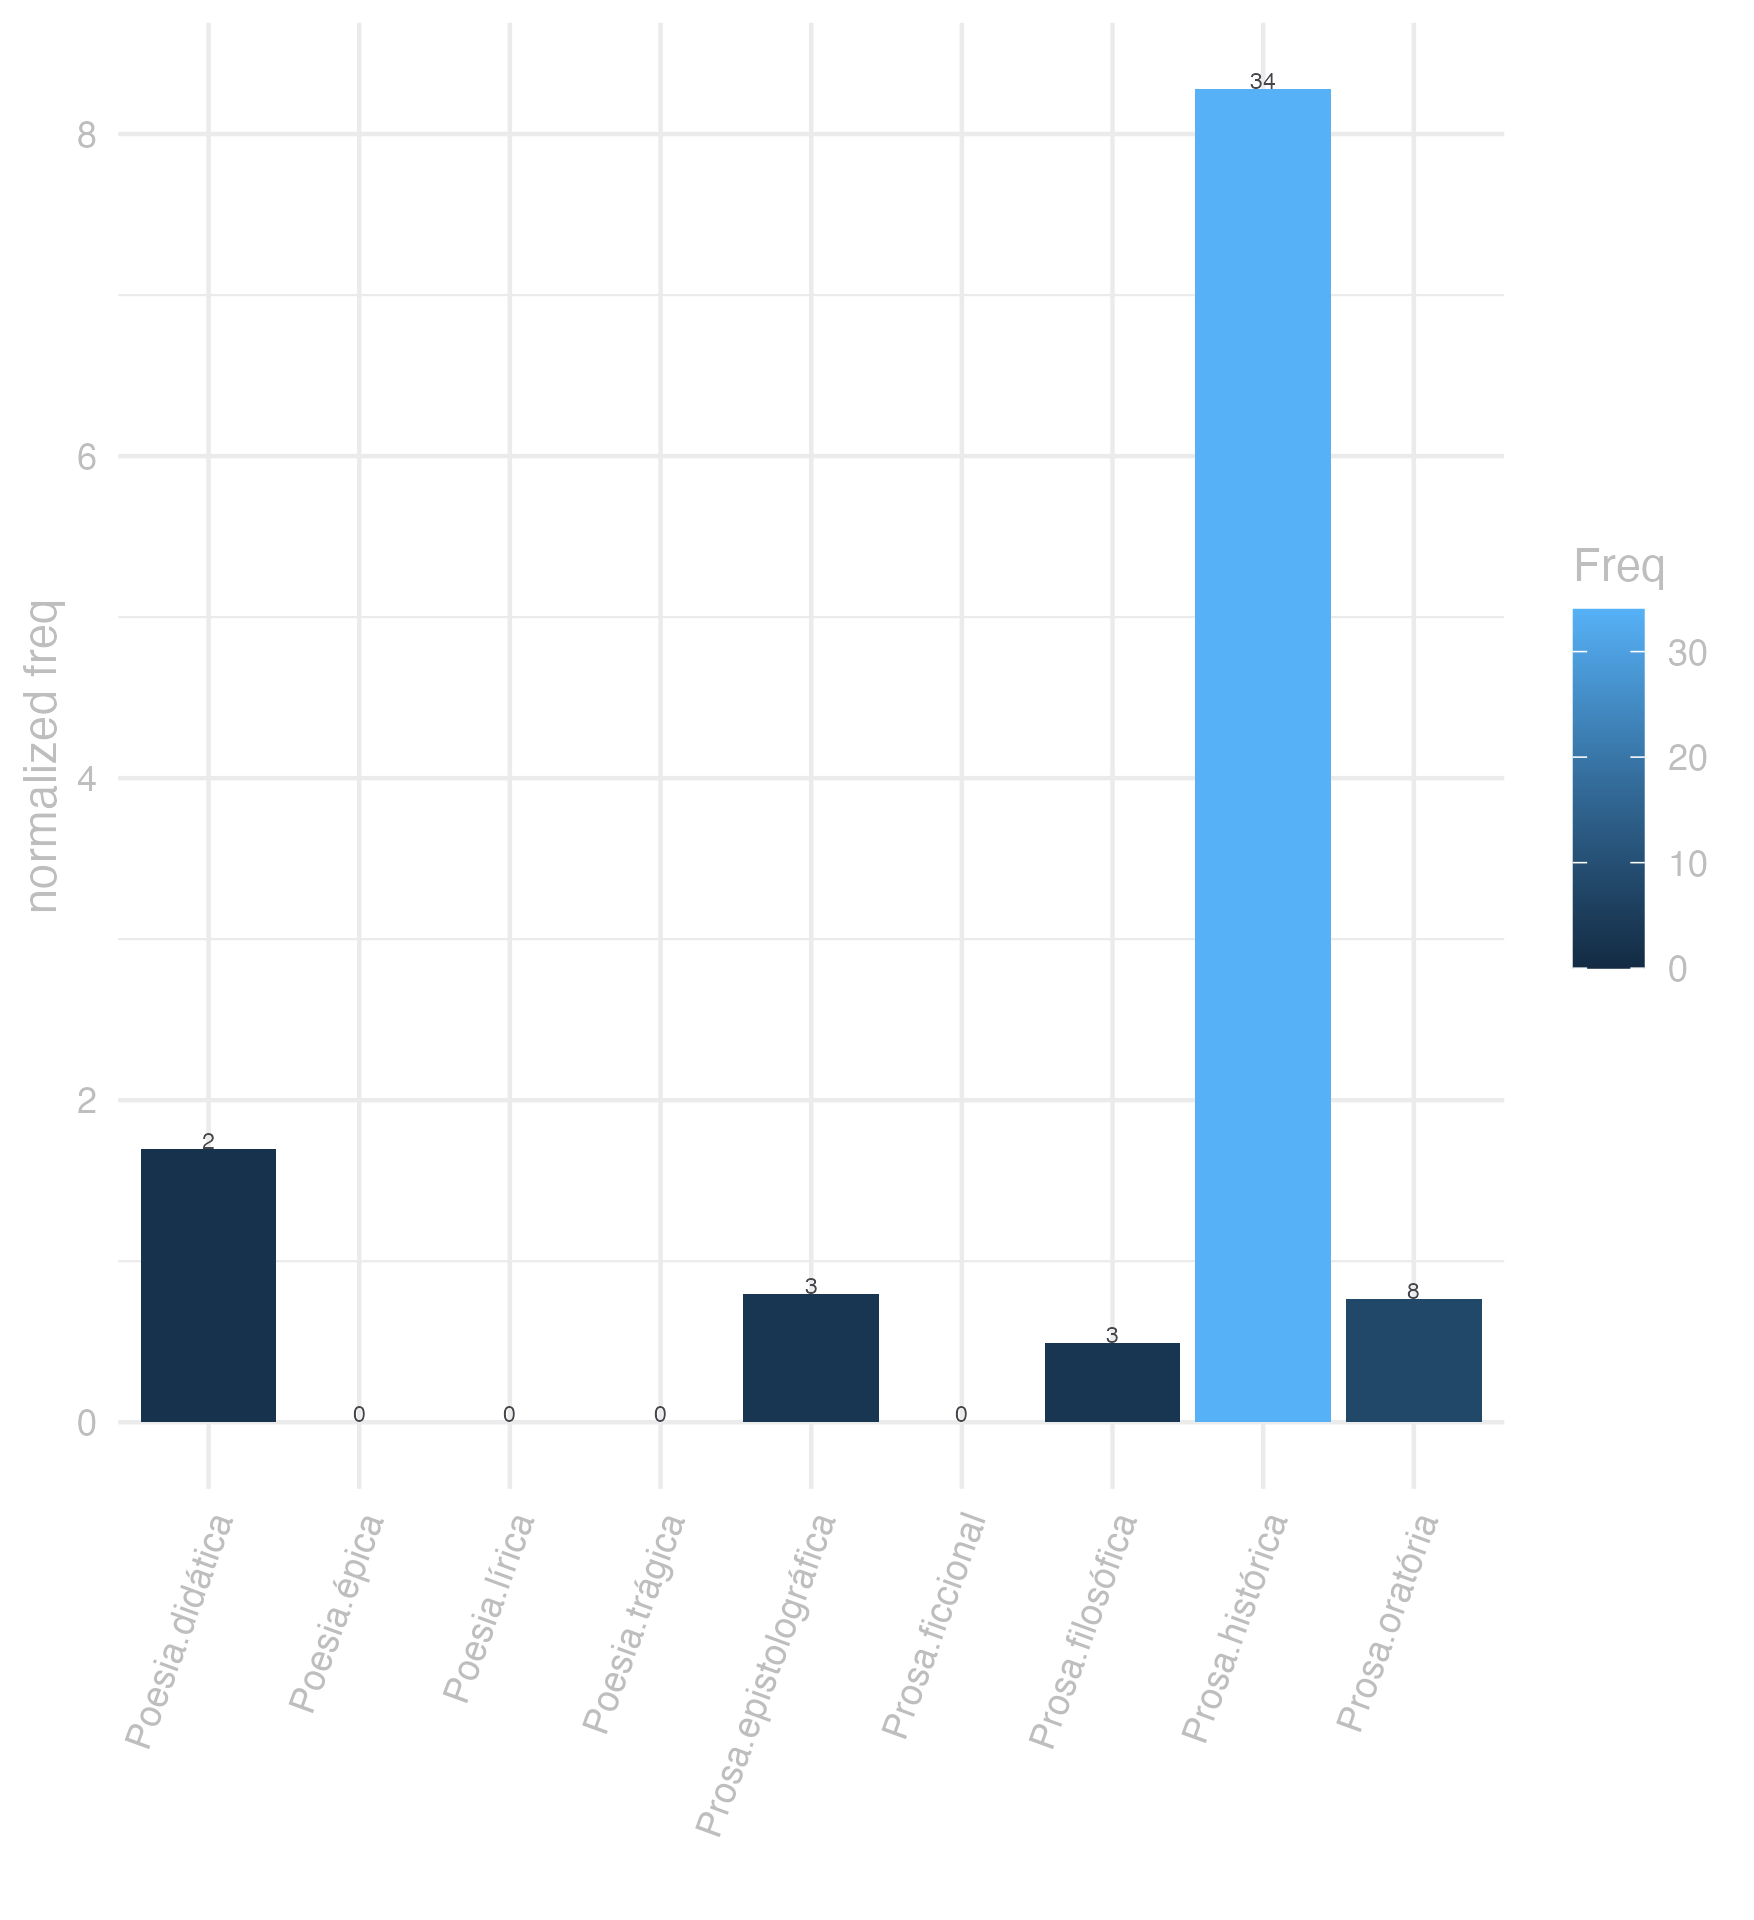 normalized freq
8
6
4
2
0
2
0
0
0
3
0
3
34
8
Poesia.didática
Poesia.épica
Poesia.lírica
Poesia.trágica
Prosa.epistolográfica
Prosa.ficcional
Prosa.filosófica
Prosa.histórica
Prosa.oratória
Freq
30
20
10
0